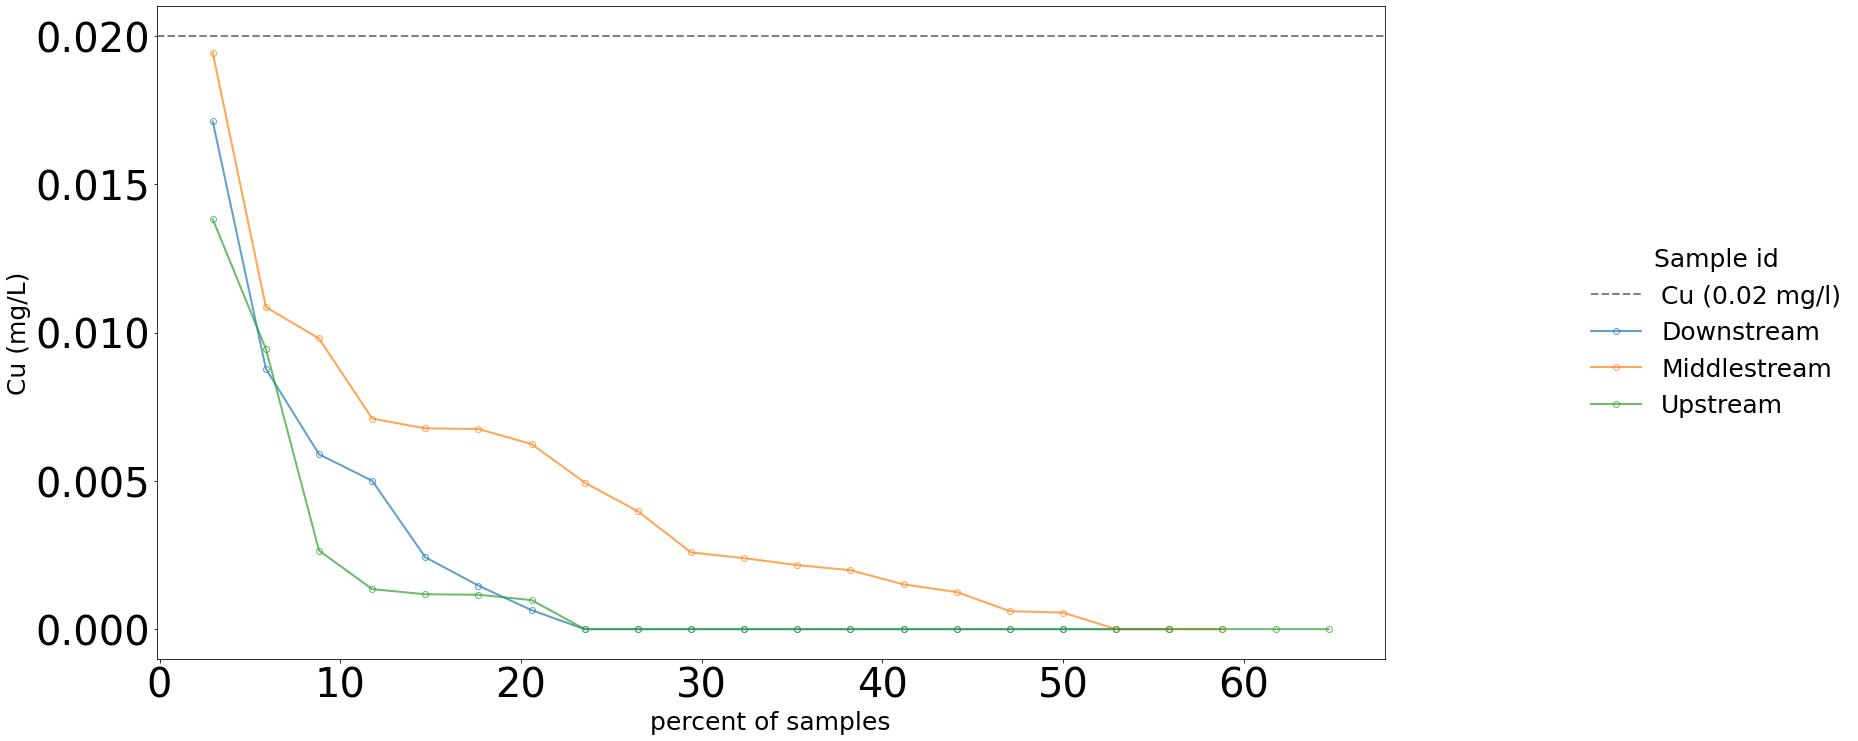 0.020
0.015
0.010
0.005
0.000
Cu (mg/L)
0 10 20 30 40 50 60
percent of samples
Sample id
Cu (0.02 mg/l)
Downstream
Middlestream
Upstream